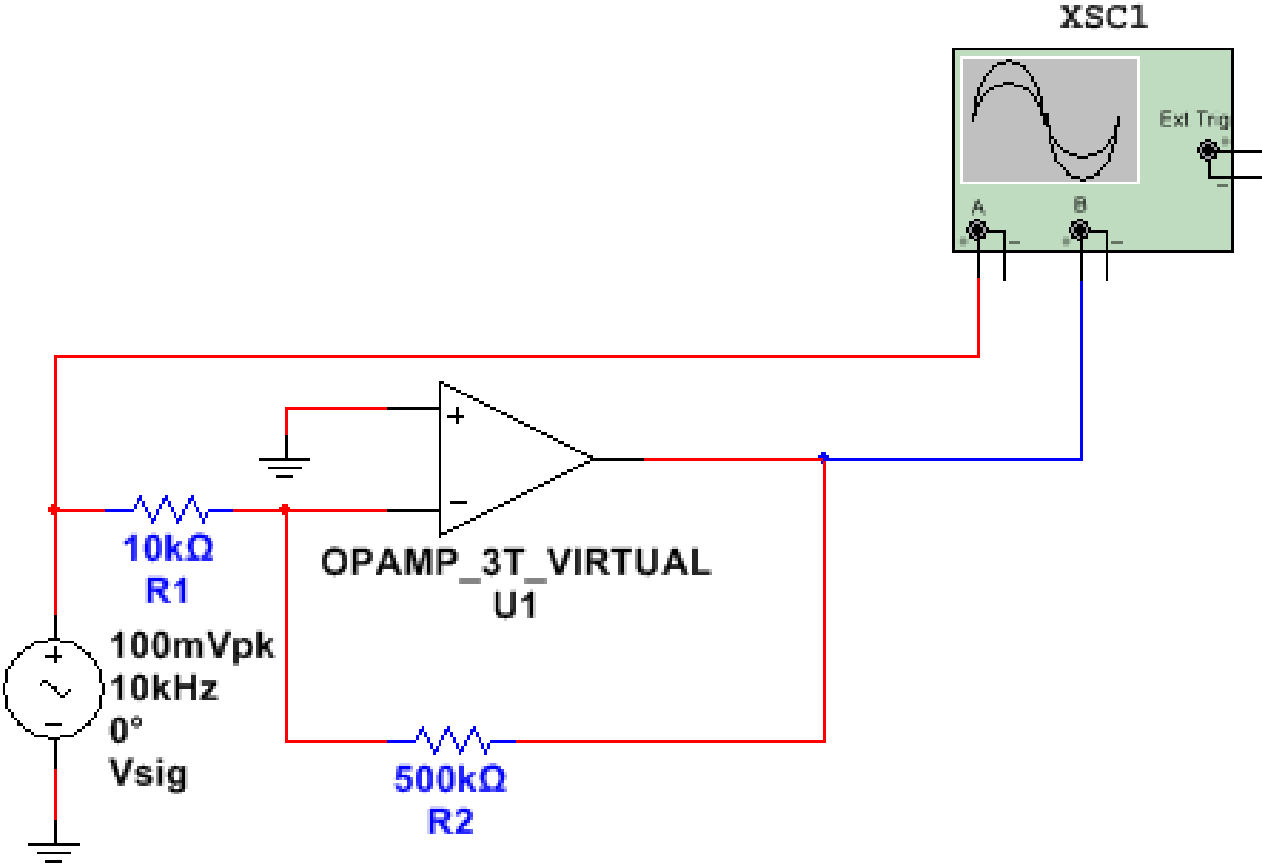 XSC1
Ext Trig
+
_
A
B
+
_
+
_
+
−
10kΩ
R1
OPAMP_3T_VIRTUAL
U1
100mVpk
10kHz
0°
Vsig
+
−
500kΩ
R2